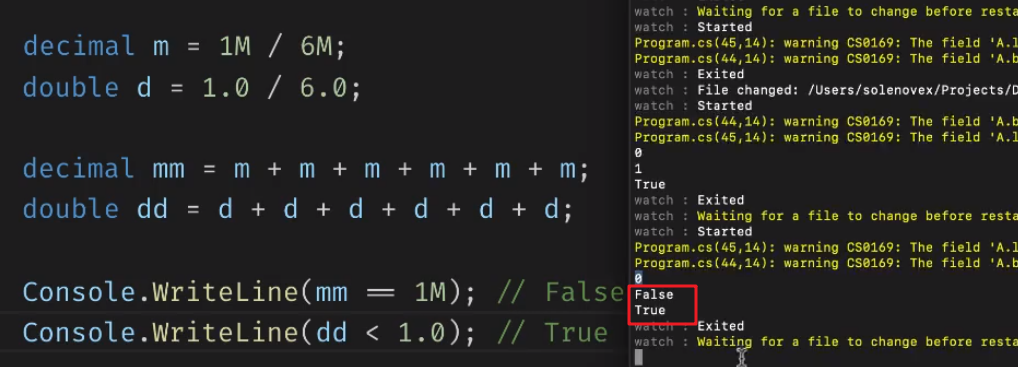 decimal m = 1M / 6M;
double d = 1.0 / 6.0;
decimal mm = m + m + m + m + m + m;
double dd = d + d + d + d + d + d;
Console.WriteLine(mm == 1M); // False
Console.WriteLine(dd < 1.0); // True
watch : Waiting for a file to change before resta
watch : Started
Program.cs(45,14): warning CS0169: The field 'A.l
Program.cs(44,14): warning CS0169: The field 'A.b
watch : Exited
watch : File changed: /Users/solenovex/Projects/D
watch : Started
Program.cs(44,14): warning CS0169: The field 'A.b
Program.cs(45,14): warning CS0169: The field 'A.l
0
1
True
watch : Exited
watch : Waiting for a file to change before resta
watch : Started
Program.cs(45,14): warning CS0169: The field 'A.l
Program.cs(44,14): warning CS0169: The field 'A.b
0
False
True
watch : Exited
watch : Waiting for a file to change before resta